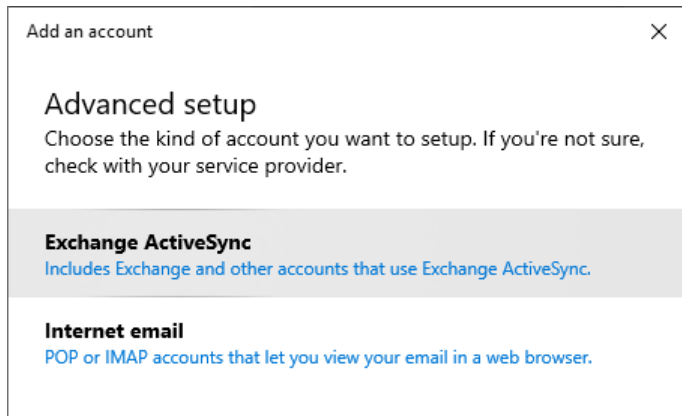 Add an account
Advanced setup
Choose the kind of account you want to setup. If you're not sure,
check with your service provider.
Exchange ActiveSync
Includes Exchange and other accounts that use Exchange ActiveSync.
Internet email
POP or IMAP accounts that let you view your email in a web browser.